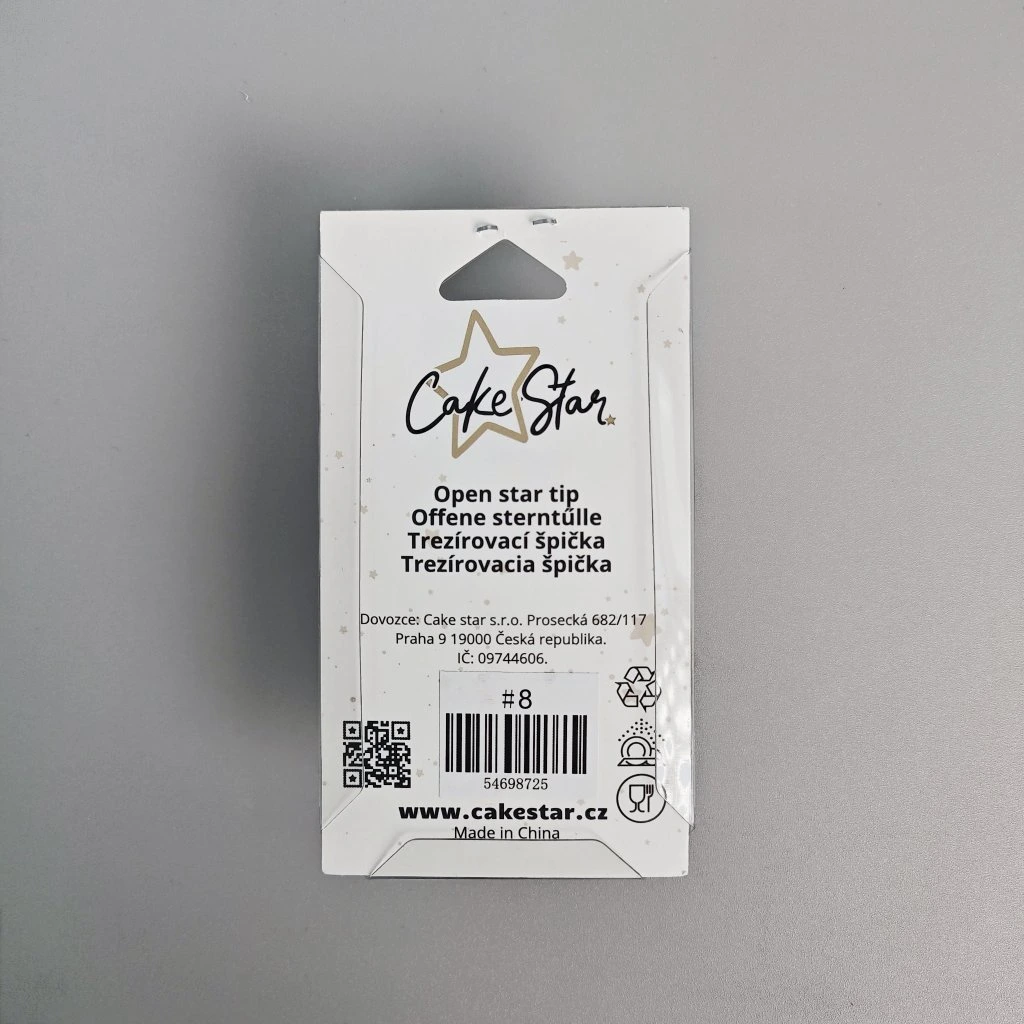 Cake Star
Open star tip
Offene sterntűlle
Trezírovací špička
Trezírovacia špička
Dovozce: Cake star s.r.o. Prosecká 682/117
Praha 9 19000 Česká republika.
IČ: 09744606.
#8
54698725
www.cakestar.cz
Made in China